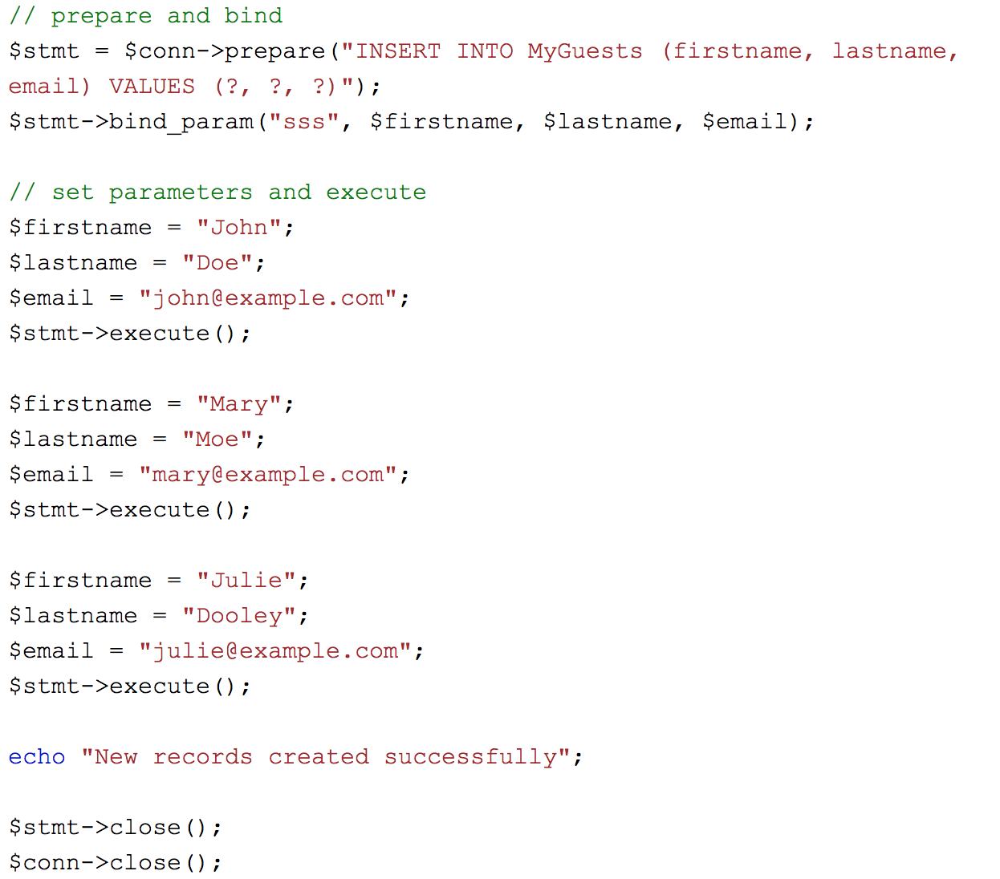 // prepare and bind
$stmt = $conn->prepare("INSERT INTO MyGuests (firstname, lastname,
email) VALUES (?, ?, ?)");
$stmt->bind_param("sss", $firstname, $lastname, $email);

// set parameters and execute
$firstname = "John";
$lastname = "Doe";
$email = "john@example.com";
$stmt->execute();

$firstname = "Mary";
$lastname = "Moe";
$email = "mary@example.com";
$stmt->execute();

$firstname = "Julie";
$lastname = "Dooley";
$email = "julie@example.com";
$stmt->execute();

echo "New records created successfully";

$stmt->close();
$conn->close();